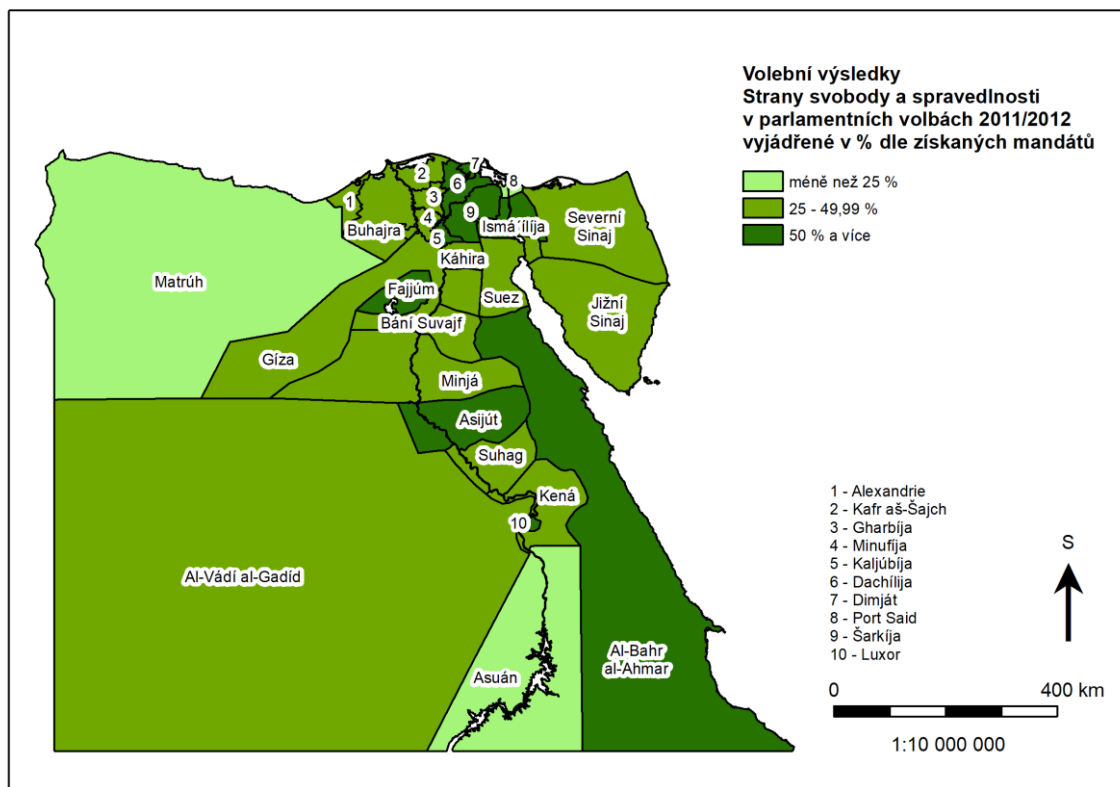 Volební výsledky
Strany svobody a spravedlnosti
v parlamentních volbách 2011/2012
vyjádřené v % dle získaných mandátů
méně než 25 %
25 - 49,99 %
50 % a více
7
2
6
8
1
3
9
4
5
Buhajra
Ismá´ílíja
Severní
Sinaj
Káhira
Matrúh
Fajjúm
Suez
Jižní
Sinaj
Bání Suvajf
Gíza
Minjá
Asijút
Suhag
Kená
10
Al-Vádí al-Gadíd
Asuán
Al-Bahr
al-Ahmar
1 - Alexandrie
2 - Kafr aš-Šajch
3 - Gharbíja
4 - Minufíja
5 - Kaljúbíja
6 - Dachílija
7 - Dimját
8 - Port Said
9 - Šarkíja
10 - Luxor
S
0 400 km
1:10 000 000